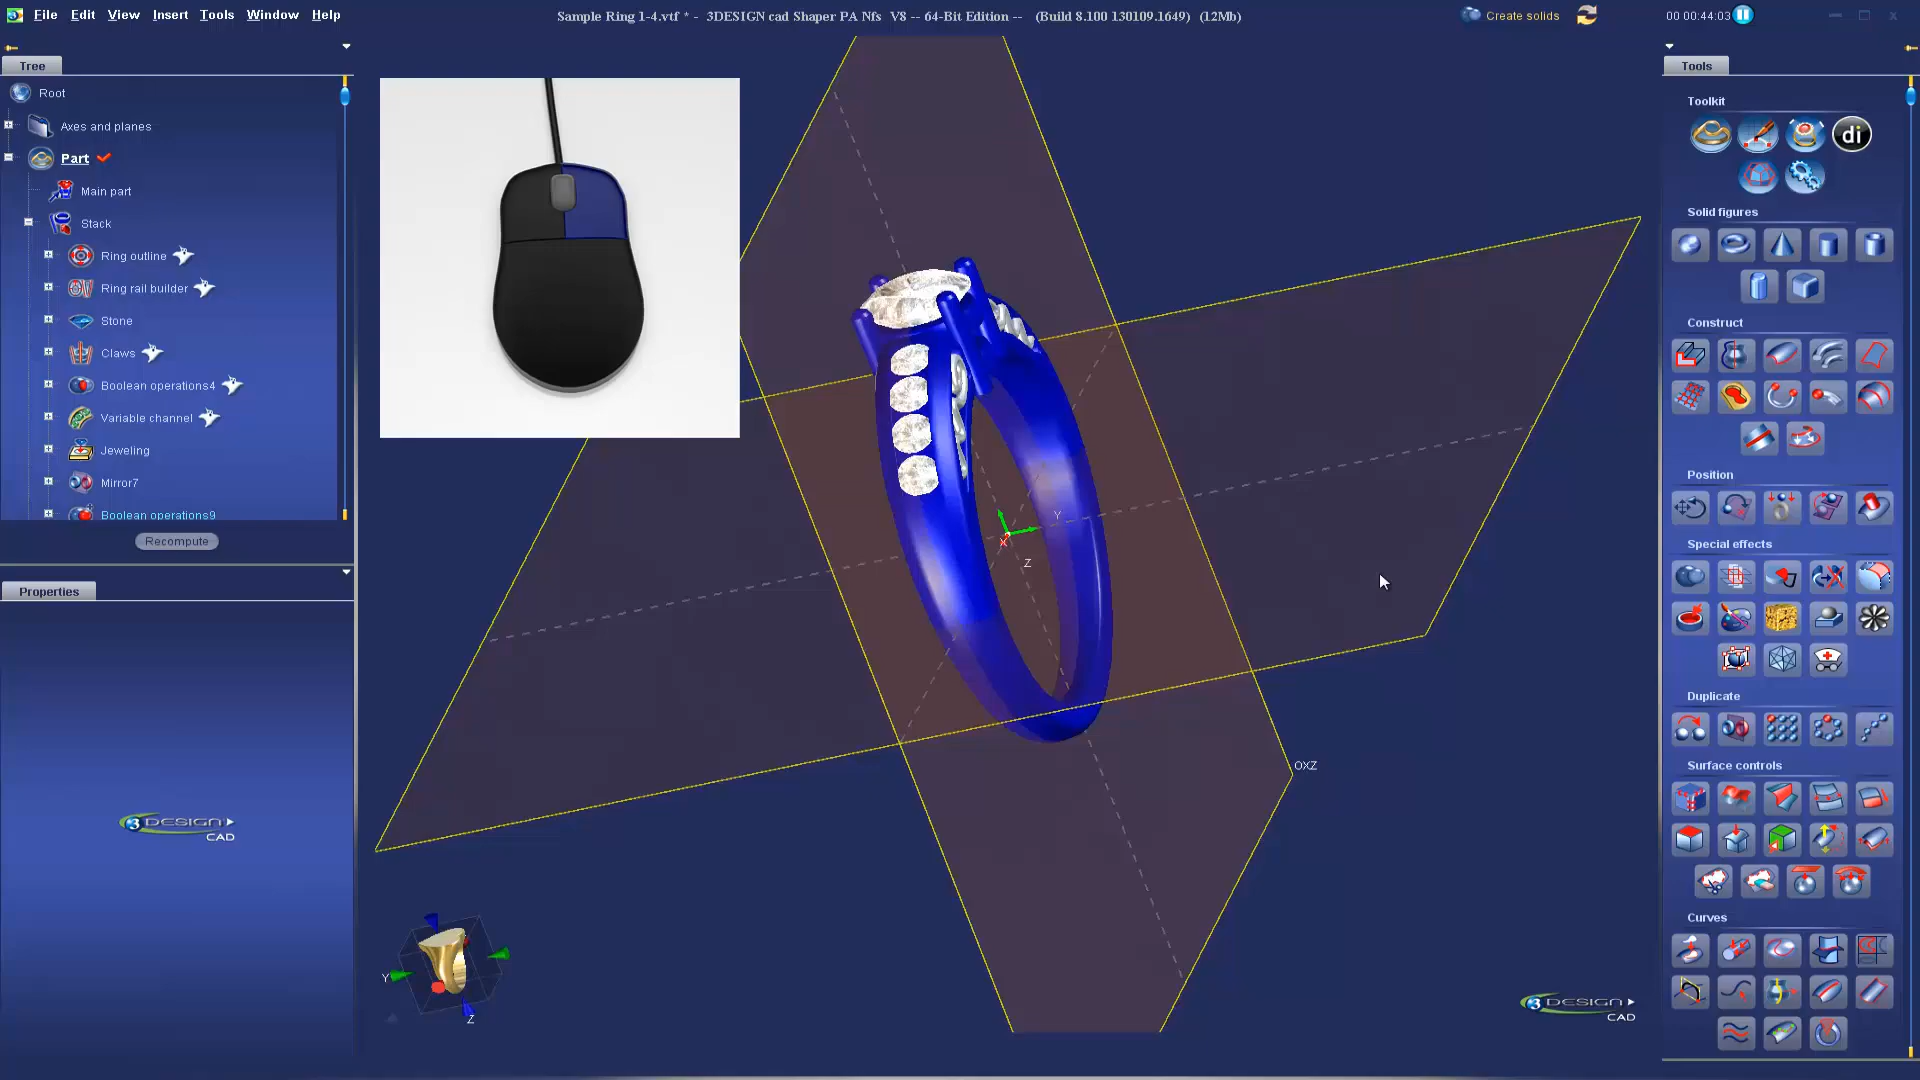 File Edit View Insert Tools Window Help
Sample Ring 1-4.vtf * - 3DESIGN cad Shaper PA Nfs V8 -- 64-Bit Edition -- (Build 8.100 130109.1649) (12Mb)
Create solids
00 00:44:03
Tree
Root
Axes and planes
Part
Main part
Stack
Ring outline
Ring rail builder
Stone
Claws
Boolean operations4
Variable channel
Jeweling
Mirror7
Boolean operations9
Recompute
Properties
3DESIGN
CAD
Y
X
Z
OXZ
Y
Z
3DESIGN
CAD
Tools
Toolkit
di
Solid figures
Construct
Position
Special effects
Duplicate
Surface controls
Curves